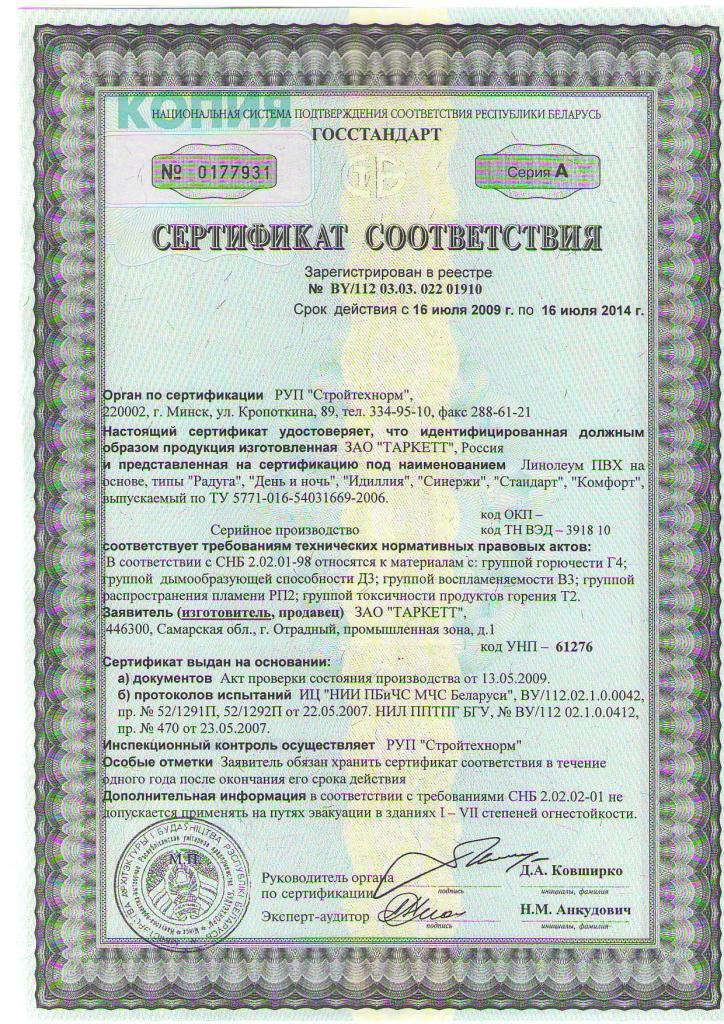 КОПИЯ
НАЦИОНАЛЬНАЯ СИСТЕМА ПОДТВЕРЖДЕНИЯ СООТВЕТСТВИЯ РЕСПУБЛИКИ БЕЛАРУСЬ
ГОССТАНДАРТ
№ 0177931
Серия А
СЕРТИФИКАТ СООТВЕТСТВИЯ
Зарегистрирован в реестре
№ BY/112 03.03. 022 01910
Срок действия с 16 июля 2009 г. по 16 июля 2014 г.
Орган по сертификации РУП "Стройтехнорм",
220002, г. Минск, ул. Кропоткина, 89, тел. 334-95-10, факс 288-61-21
Настоящий сертификат удостоверяет, что идентифицированная должным
образом продукция изготовленная ЗАО "ТАРКЕТТ", Россия
и представленная на сертификацию под наименованием Линолеум ПВХ на
основе, типы "Радуга", "День и ночь", "Идиллия", "Синержи", "Стандарт", "Комфорт",
выпускаемый по ТУ 5771-016-54031669-2006.
код ОКП –
Серийное производство код ТН ВЭД – 3918 10
соответствует требованиям технических нормативных правовых актов:
В соответствии с СНБ 2.02.01-98 относятся к материалам с: группой горючести Г4;
группой дымообразующей способности Д3; группой воспламеняемости В3; группой
распространения пламени РП2; группой токсичности продуктов горения Т2.
Заявитель (изготовитель, продавец) ЗАО "ТАРКЕТТ",
446300, Самарская обл., г. Отрадный, промышленная зона, д.1
код УНП – 61276
Сертификат выдан на основании:
а) документов Акт проверки состояния производства от 13.05.2009.
б) протоколов испытаний ИЦ "НИИ ПБиЧС МЧС Беларуси", BY/112.02.1.0.0042,
пр. № 52/1291П, 52/1292П от 22.05.2007. НИЛ ППТПГ БГУ, № BY/112 02.1.0.0412,
пр. № 470 от 23.05.2007.
Инспекционный контроль осуществляет РУП "Стройтехнорм"
Особые отметки Заявитель обязан хранить сертификат соответствия в течение
одного года после окончания его срока действия
Дополнительная информация в соответствии с требованиями СНБ 2.02.02-01 не
допускается применять на путях эвакуации в зданиях I – VII степеней огнестойкости.
М.П.
Руководитель органа
по сертификации
Д.А. Ковширко
подпись инициалы, фамилия
Эксперт-аудитор
Н.М. Анкудович
подпись инициалы, фамилия